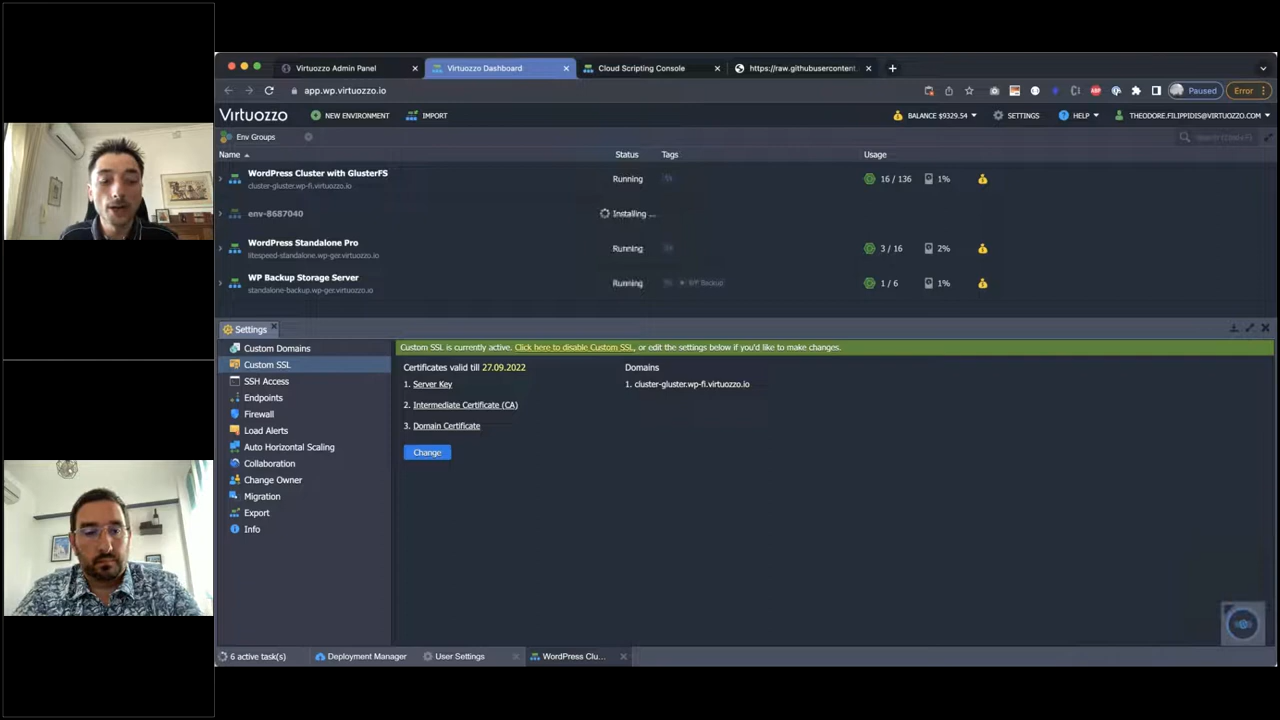 Virtuozzo Admin Panel
Virtuozzo Dashboard
Cloud Scripting Console
https://raw.githubusercontent.
app.wp.virtuozzo.io
Paused
Error
Virtuozzo
NEW ENVIRONMENT
IMPORT
BALANCE $9329.54
SETTINGS
HELP
THEODORE.FILIPPIDIS@VIRTUOZZO.COM
Env Groups
Name
Status
Tags
Usage
WordPress Cluster with GlusterFS
cluster-gluster.wp-fi.virtuozzo.io
Running
16 / 136
1%
env-8687040
Installing ...
WordPress Standalone Pro
litespeed-standalone.wp-ger.virtuozzo.io
Running
3 / 16
2%
WP Backup Storage Server
standalone-backup.wp-ger.virtuozzo.io
Running
WP Backup
1 / 6
1%
Settings
Custom Domains
Custom SSL
SSH Access
Endpoints
Firewall
Load Alerts
Auto Horizontal Scaling
Collaboration
Change Owner
Migration
Export
Info
Custom SSL is currently active. Click here to disable Custom SSL, or edit the settings below if you'd like to make changes.
Certificates valid till 27.09.2022
1. Server Key
2. Intermediate Certificate (CA)
3. Domain Certificate
Change
Domains
1. cluster-gluster.wp-fi.virtuozzo.io
6 active task(s)
Deployment Manager
User Settings
WordPress Clu...